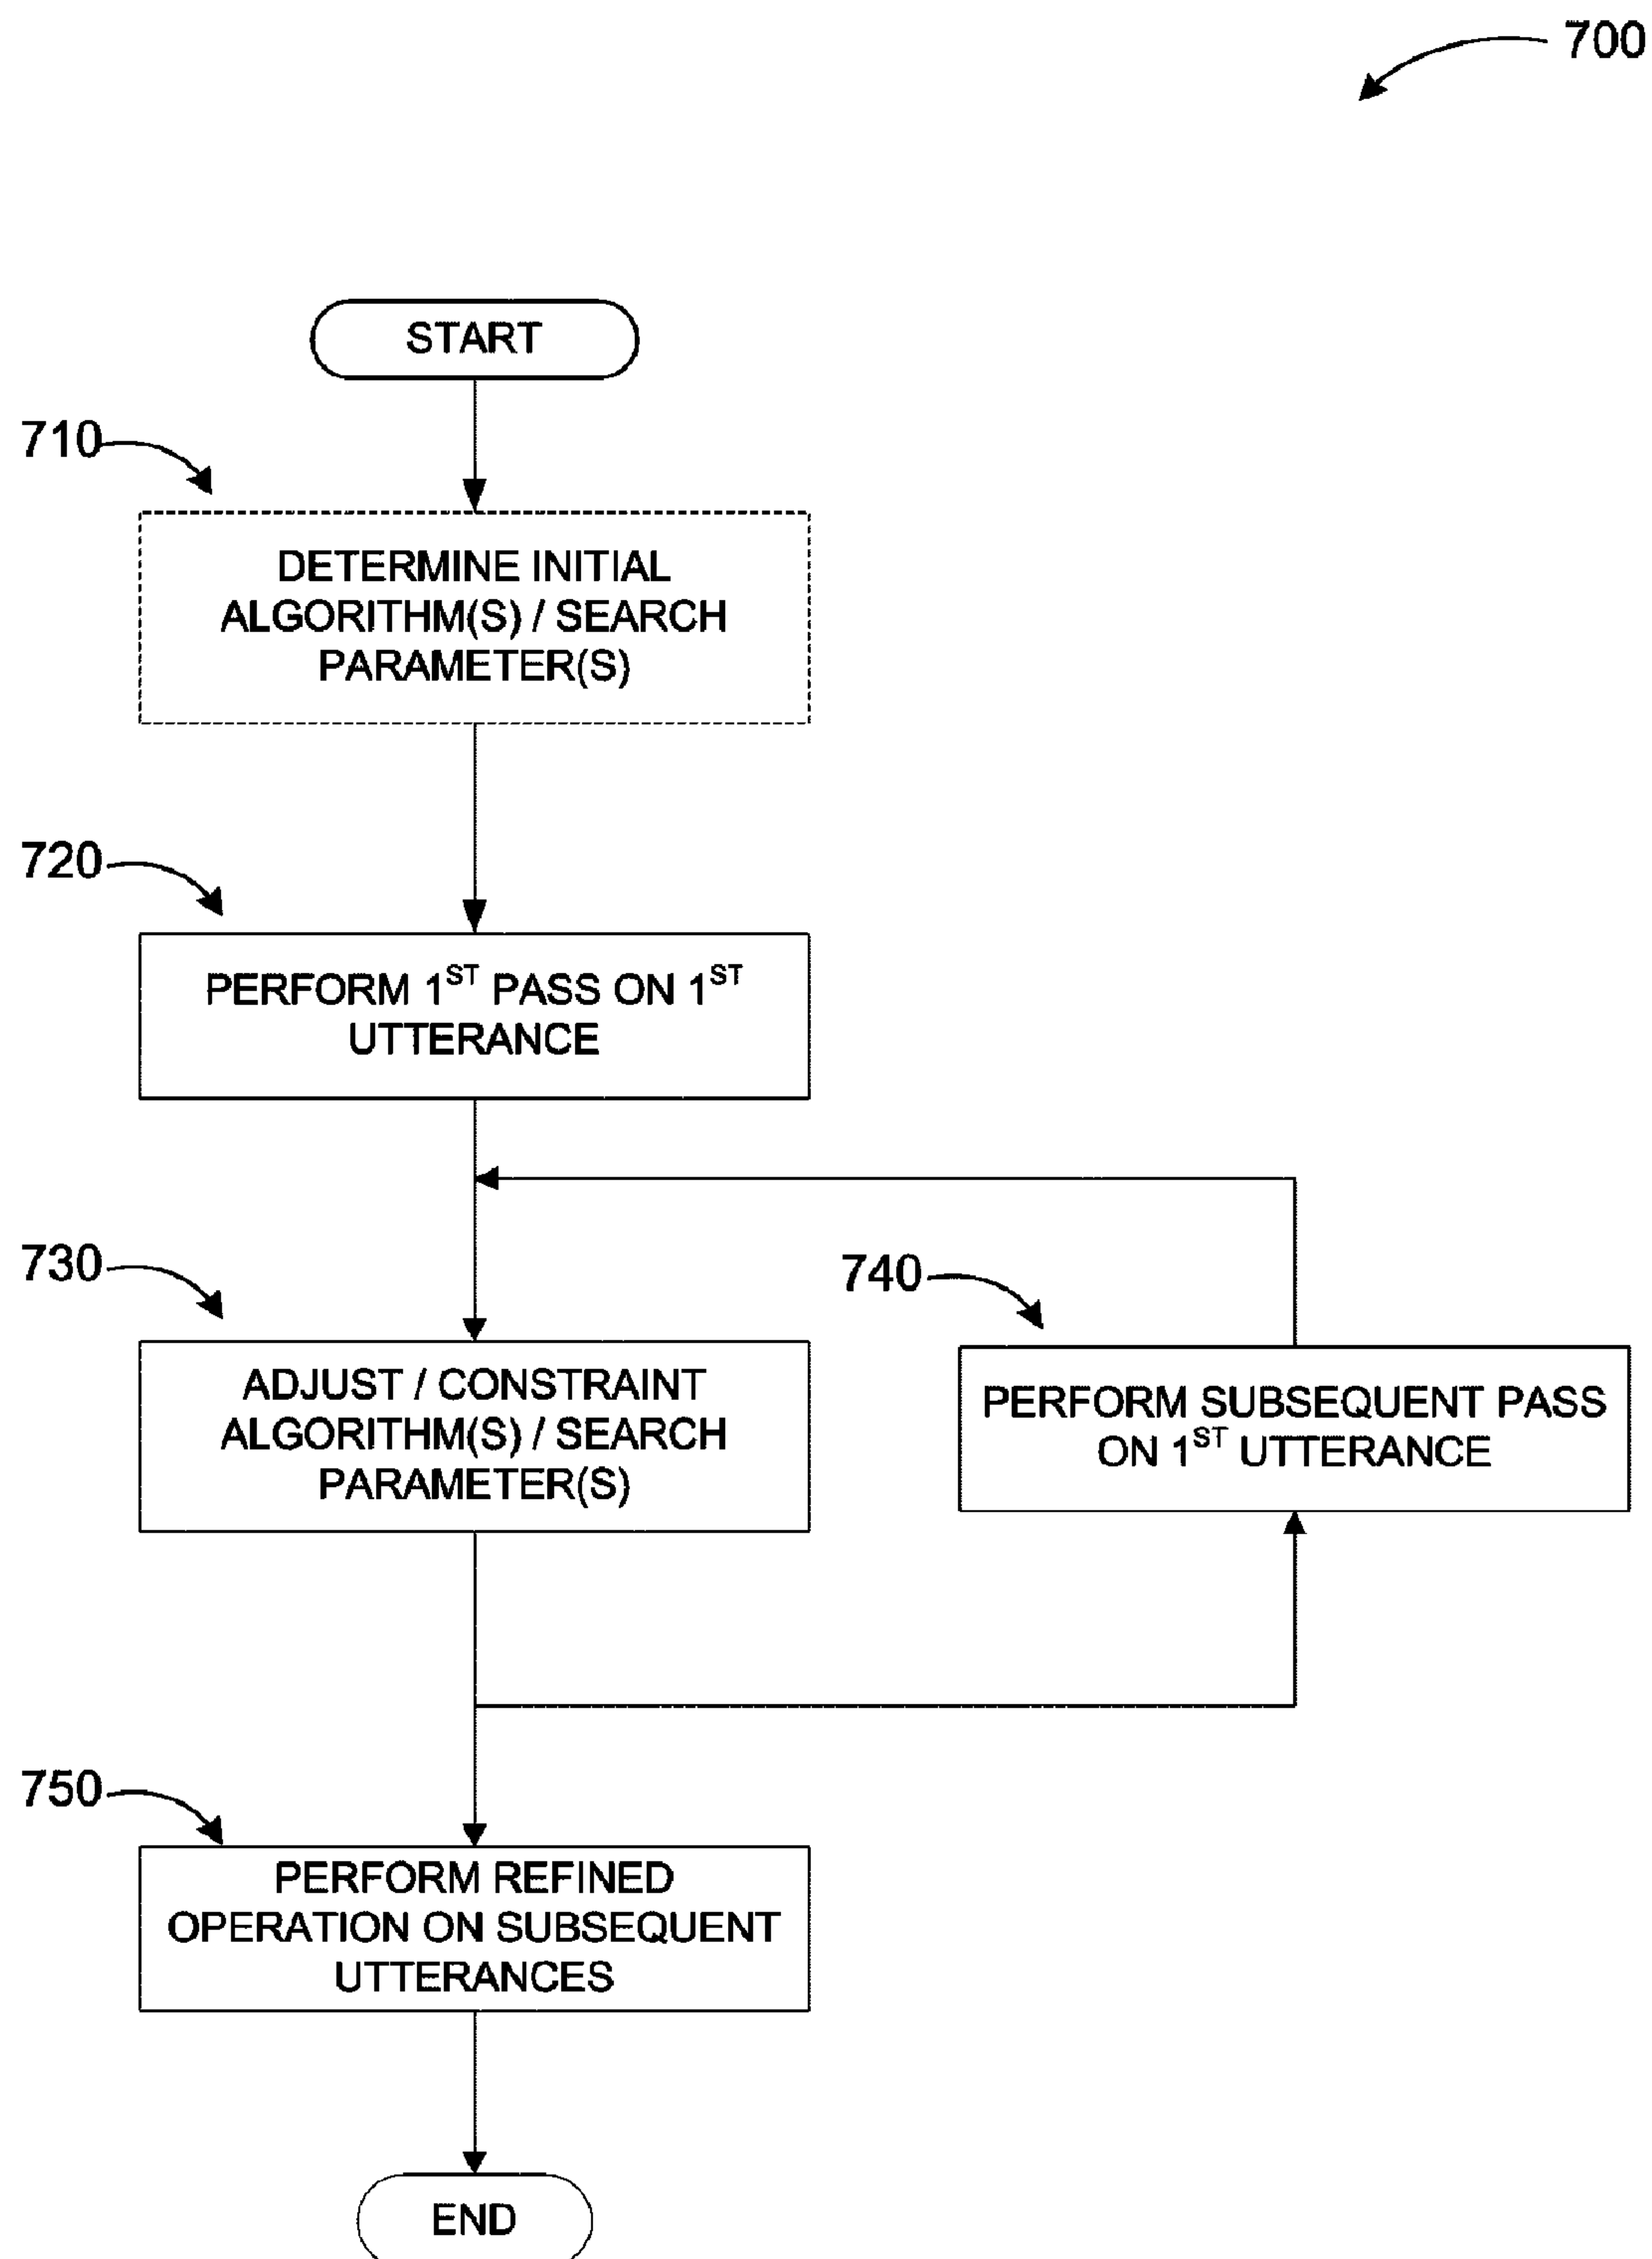 700
START
710
DETERMINE INITIAL
ALGORITHM(S) / SEARCH
PARAMETER(S)
720
PERFORM 1ST PASS ON 1ST
UTTERANCE
730
ADJUST / CONSTRAINT
ALGORITHM(S) / SEARCH
PARAMETER(S)
740
PERFORM SUBSEQUENT PASS
ON 1ST UTTERANCE
750
PERFORM REFINED
OPERATION ON SUBSEQUENT
UTTERANCES
END